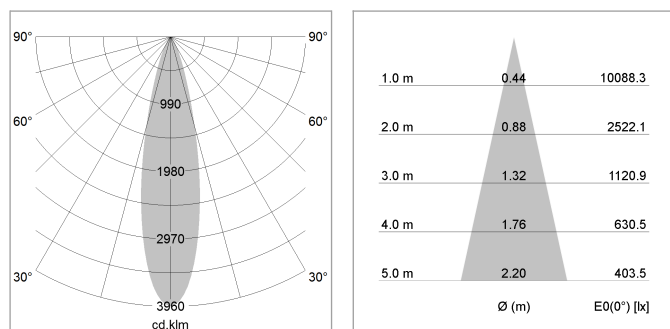 90° 90°
990
60° 60°
1980
2970
30° 30°
3960
cd.klm
1.0 m 0.44 10088.3
2.0 m 0.88 2522.1
3.0 m 1.32 1120.9
4.0 m 1.76 630.5
5.0 m 2.20 403.5
Ø (m) E0(0°) [lx]